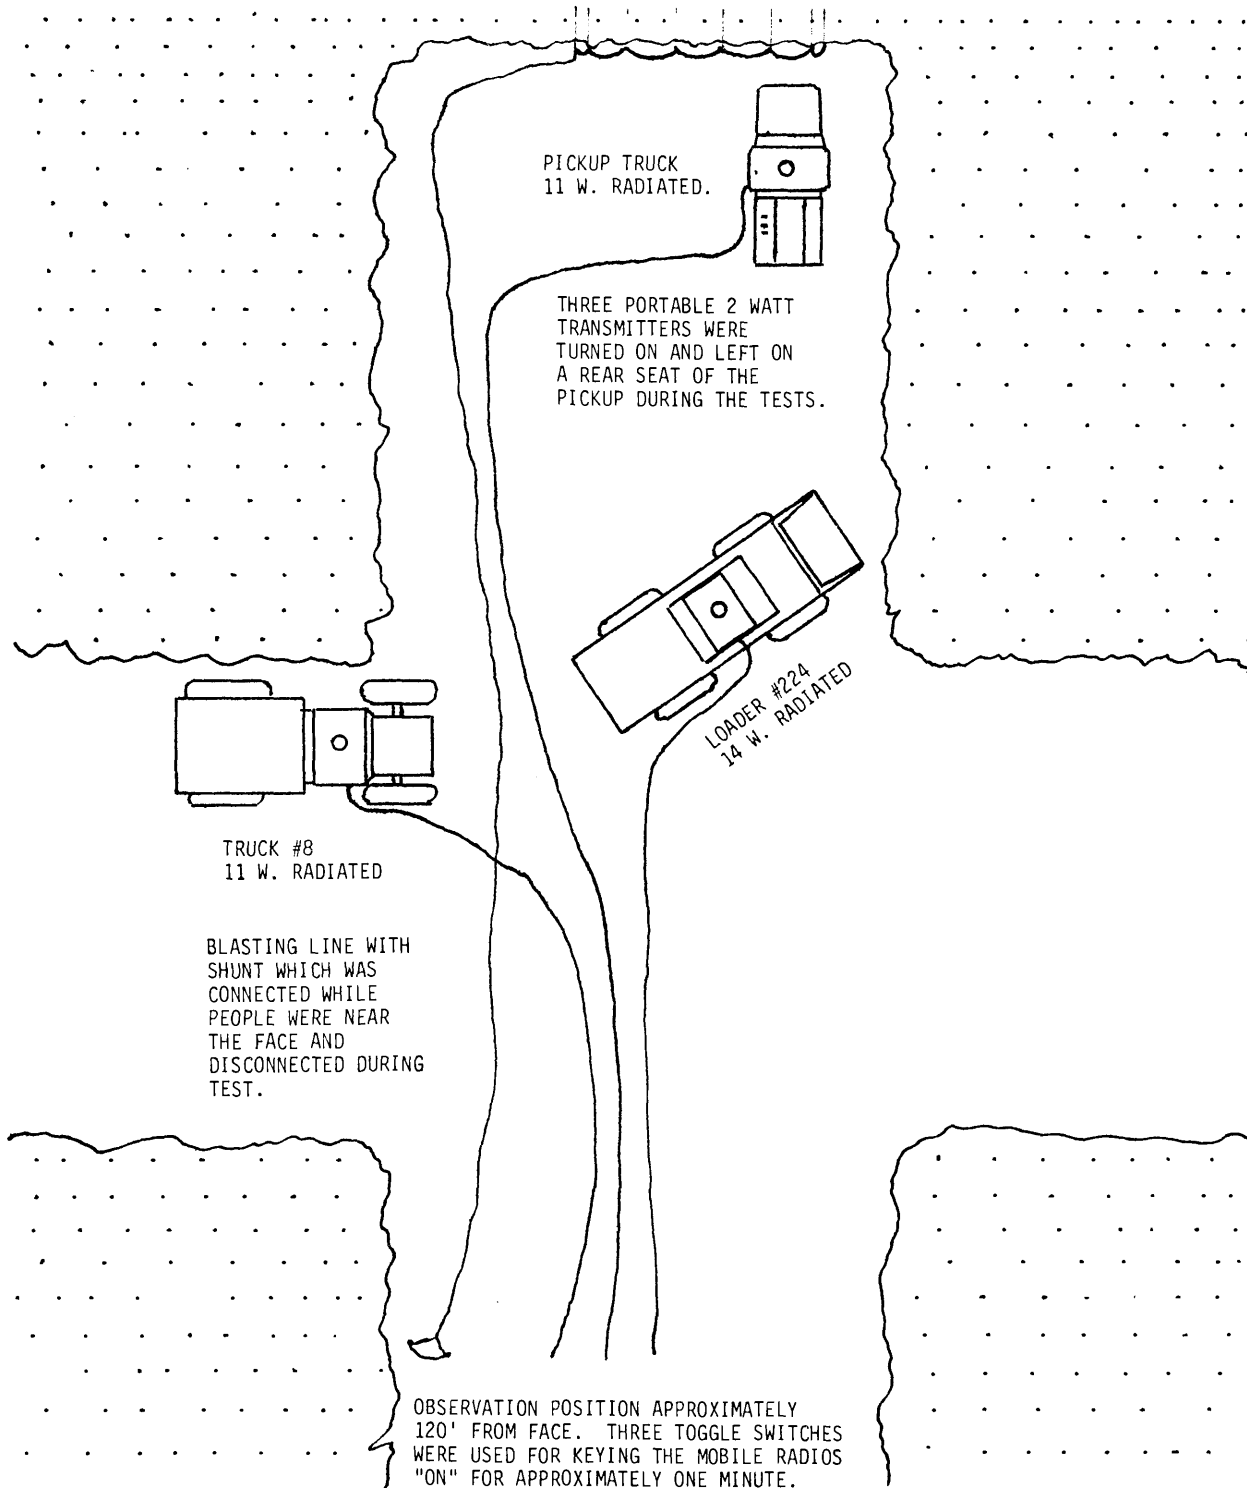 PICKUP TRUCK
11 W. RADIATED.
THREE PORTABLE 2 WATT
TRANSMITTERS WERE
TURNED ON AND LEFT ON
A REAR SEAT OF THE
PICKUP DURING THE TESTS.
LOADER #224
14 W. RADIATED
TRUCK #8
11 W. RADIATED
BLASTING LINE WITH
SHUNT WHICH WAS
CONNECTED WHILE
PEOPLE WERE NEAR
THE FACE AND
DISCONNECTED DURING
TEST.
OBSERVATION POSITION APPROXIMATELY
120' FROM FACE. THREE TOGGLE SWITCHES
WERE USED FOR KEYING THE MOBILE RADIOS
"ON" FOR APPROXIMATELY ONE MINUTE.